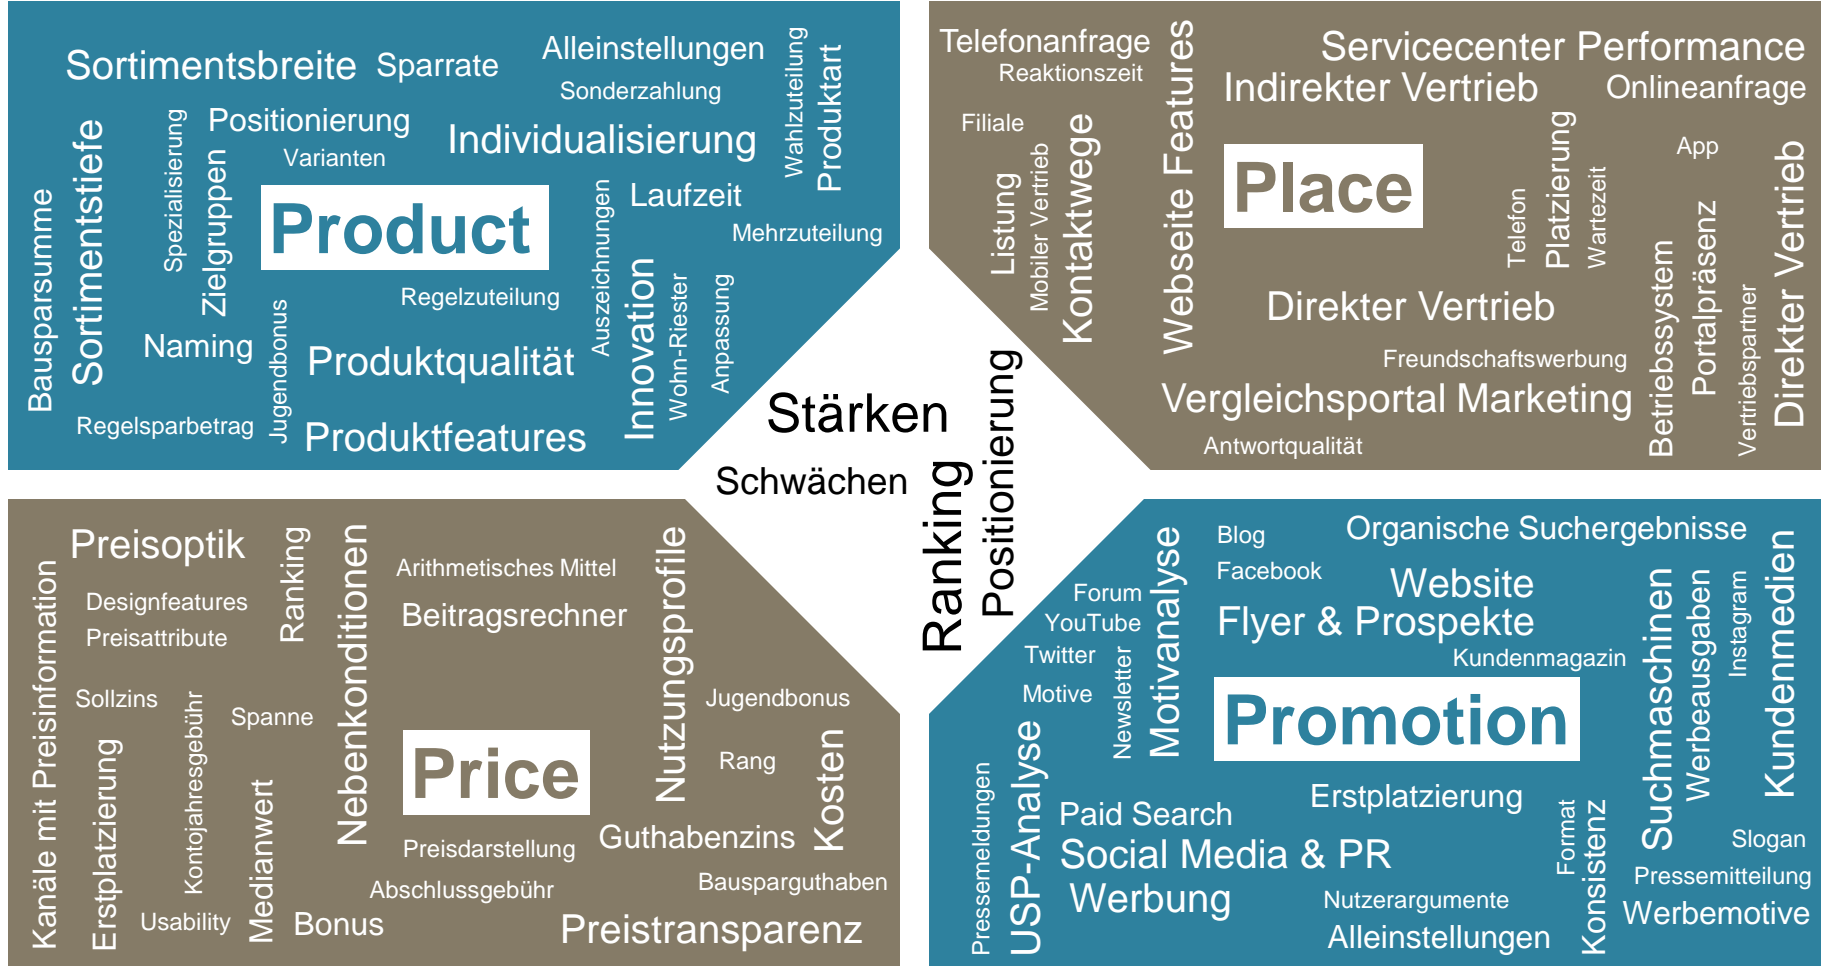 Sortimentsbreite
Sparrate
Alleinstellungen
Sonderzahlung
Wahlzuteilung
Produktart
Spezialisierung
Positionierung
Varianten
Individualisierung
Zielgruppen
Sortimentstiefe
Bausparsumme
Product
Auszeichnungen
Laufzeit
Mehrzuteilung
Regelzuteilung
Innovation
Wohn-Riester
Anpassung
Naming
Jugendbonus
Produktqualität
Regelsparbetrag
Produktfeatures
Telefonanfrage
Reaktionszeit
Webseite Features
Servicecenter Performance
Indirekter Vertrieb
Onlineanfrage
Filiale
Listung
Mobiler Vertrieb
Kontaktwege
Place
Telefon
Platzierung
Wartezeit
App
Direkter Vertrieb
Portalpräsenz
Betriebssystem
Vertriebspartner
Direkter Vertrieb
Freundschaftswerbung
Vergleichsportal Marketing
Antwortqualität
Stärken
Schwächen
Ranking
Positionierung
Preisoptik
Ranking
Nebenkonditionen
Arithmetisches Mittel
Beitragsrechner
Nutzungsprofile
Kanäle mit Preisinformation
Designfeatures
Preisattribute
Sollzins
Kontojahresgebühr
Spanne
Jugendbonus
Rang
Kosten
Erstplatzierung
Medianwert
Price
Guthabenzins
Preisdarstellung
Abschlussgebühr
Bausparguthaben
Usability
Bonus
Preistransparenz
Motivanalyse
Blog
Organische Suchergebnisse
Facebook
Website
Forum
Flyer & Prospekte
YouTube
Twitter
Newsletter
Kundenmagazin
Motive
Suchmaschinen
Werbeausgaben
Instagram
Kundenmedien
Promotion
Pressemeldungen
USP-Analyse
Paid Search
Erstplatzierung
Social Media & PR
Format
Konsistenz
Slogan
Pressemitteilung
Werbung
Nutzerargumente
Werbemotive
Alleinstellungen